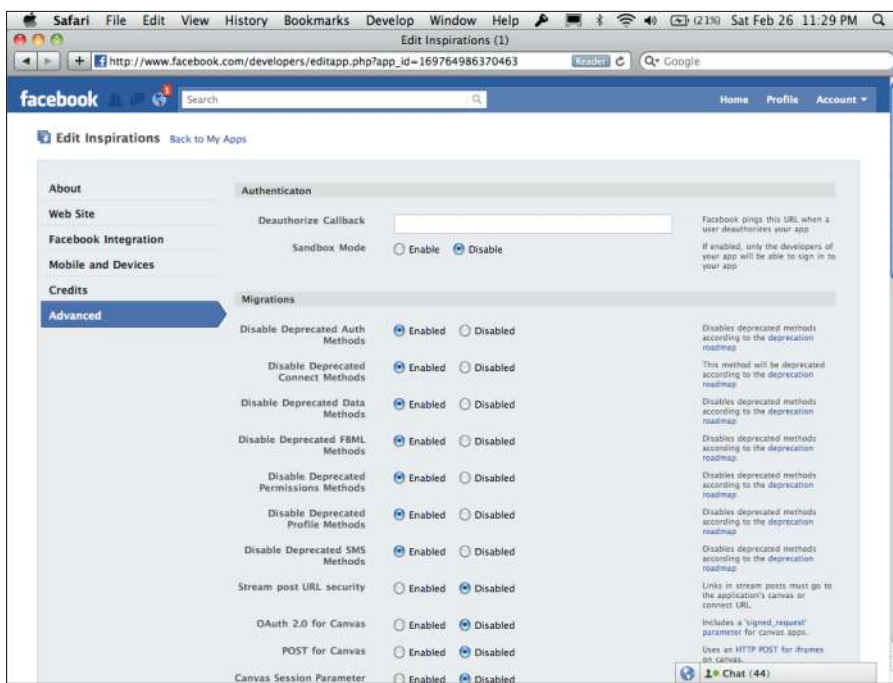 Safari File Edit View History Bookmarks Develop Window Help (21%) Sat Feb 26 11:29 PM
Edit Inspirations (1)
http://www.facebook.com/developers/editapp.php?app_id=169764986370463 Reader Google
facebook 1 Search Home Profile Account
Edit Inspirations Back to My Apps
About
Web Site
Facebook Integration
Mobile and Devices
Credits
Advanced
Authenticaton
Deauthorize Callback
Facebook pings this URL when a
user deauthorizes your app
Sandbox Mode Enable Disable
If enabled, only the developers of
your app will be able to sign in to
your app
Migrations
Disable Deprecated Auth
Methods
Enabled Disabled
Disables deprecated methods
according to the deprecation
roadmap
Disable Deprecated
Connect Methods
Enabled Disabled
This method will be deprecated
according to the deprecation
roadmap
Disable Deprecated Data
Methods
Enabled Disabled
Disables deprecated methods
according to the deprecation
roadmap
Disable Deprecated FBML
Methods
Enabled Disabled
Disables deprecated methods
according to the deprecation
roadmap
Disable Deprecated
Permissions Methods
Enabled Disabled
Disables deprecated methods
according to the deprecation
roadmap
Disable Deprecated
Profile Methods
Enabled Disabled
Disables deprecated methods
according to the deprecation
roadmap
Disable Deprecated SMS
Methods
Enabled Disabled
Disables deprecated methods
according to the deprecation
roadmap
Stream post URL security Enabled Disabled
Links in stream posts must go to
the application's canvas or
connect URL.
OAuth 2.0 for Canvas Enabled Disabled
Includes a 'signed_request'
parameter for canvas apps.
POST for Canvas Enabled Disabled
Uses an HTTP POST for iframes
on canvas.
Canvas Session Parameter Enabled Disabled
Chat (44)